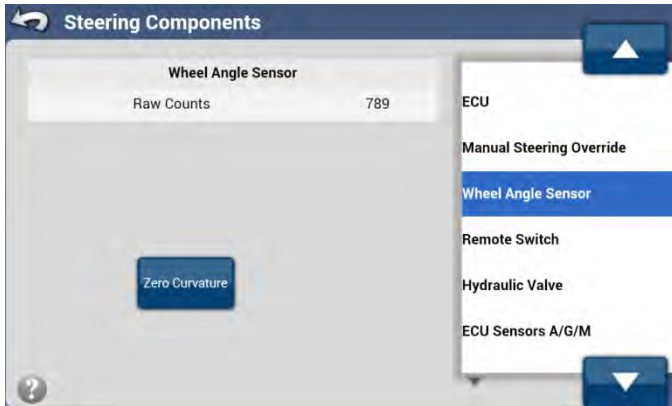 Steering Components
Wheel Angle Sensor
Raw Counts 789
Zero Curvature
ECU
Manual Steering Override
Wheel Angle Sensor
Remote Switch
Hydraulic Valve
ECU Sensors A/G/M
?